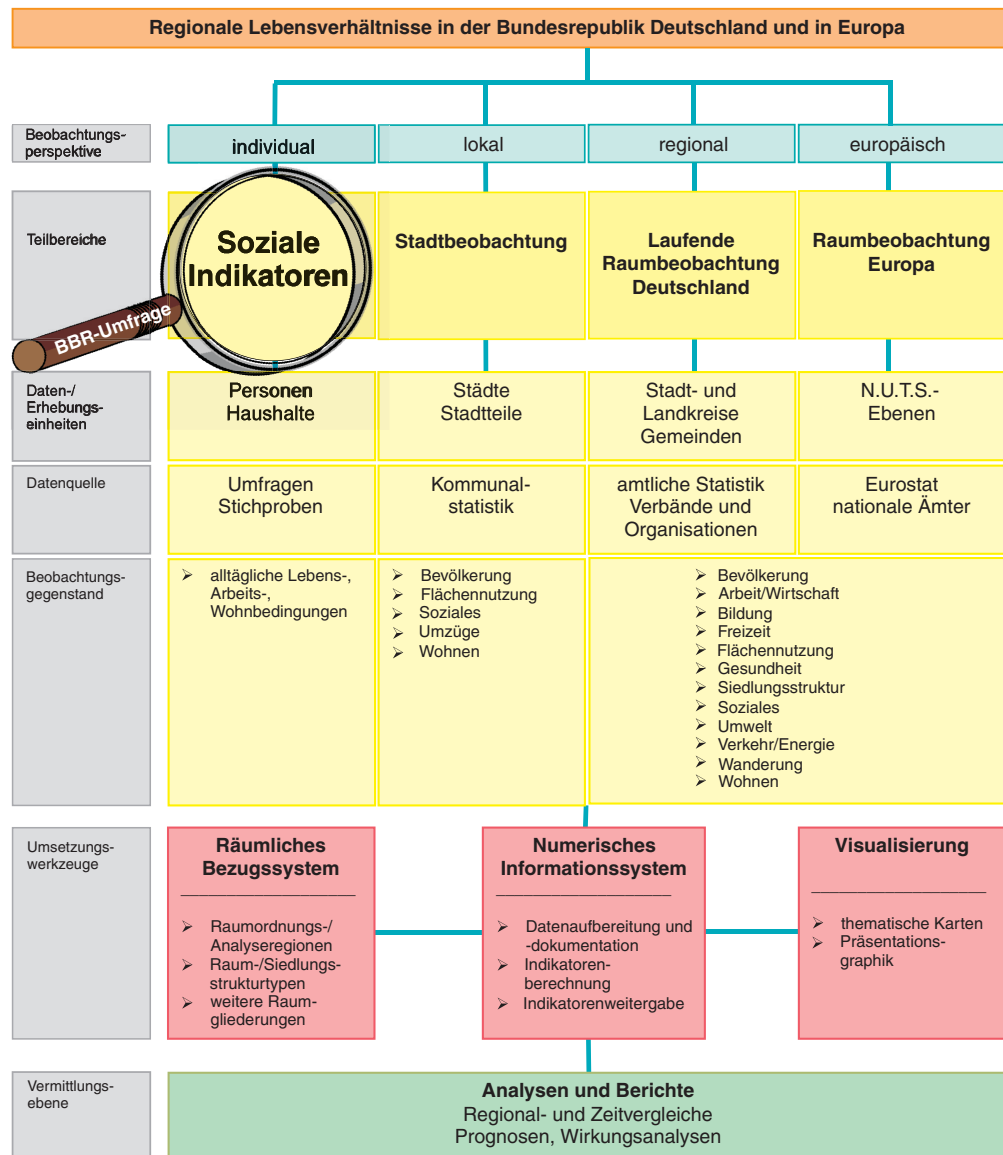 Regionale Lebensverhältnisse in der Bundesrepublik Deutschland und in Europa
Beobachtungs-
perspektive
individual
lokal
regional
europäisch
Teilbereiche
Soziale
Indikatoren
BBR-Umfrage
Stadtbeobachtung
Laufende
Raumbeobachtung
Deutschland
Raumbeobachtung
Europa
Daten-/
Erhebungs-
einheiten
Personen
Haushalte
Städte
Stadtteile
Stadt- und
Landkreise
Gemeinden
N.U.T.S.-
Ebenen
Datenquelle
Umfragen
Stichproben
Kommunal-
statistik
amtliche Statistik
Verbände und
Organisationen
Eurostat
nationale Ämter
Beobachtungs-
gegenstand
➢ alltägliche Lebens-,
Arbeits-,
Wohnbedingungen
➢ Bevölkerung
➢ Flächennutzung
➢ Soziales
➢ Umzüge
➢ Wohnen
➢ Bevölkerung
➢ Arbeit/Wirtschaft
➢ Bildung
➢ Freizeit
➢ Flächennutzung
➢ Gesundheit
➢ Siedlungsstruktur
➢ Soziales
➢ Umwelt
➢ Verkehr/Energie
➢ Wanderung
➢ Wohnen
Umsetzungs-
werkzeuge
Räumliches
Bezugssystem
➢ Raumordnungs-/
Analyseregionen
➢ Raum-/Siedlungs-
strukturtypen
➢ weitere Raum-
gliederungen
Numerisches
Informationssystem
➢ Datenaufbereitung und
-dokumentation
➢ Indikatoren-
berechnung
➢ Indikatorenweitergabe
Visualisierung
➢ thematische Karten
➢ Präsentations-
graphik
Vermittlungs-
ebene
Analysen und Berichte
Regional- und Zeitvergleiche
Prognosen, Wirkungsanalysen